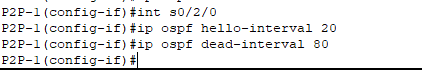 P2P-1(config-if)#int s0/2/0
P2P-1(config-if)#ip ospf hello-interval 20
P2P-1(config-if)#ip ospf dead-interval 80
P2P-1(config-if)#